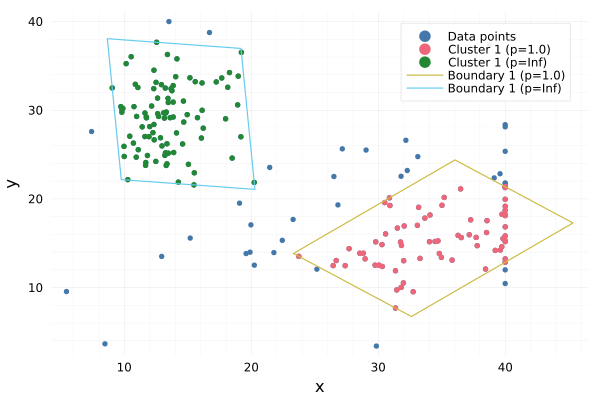 40
30
20
10
y
10
20
30
40
x
Data points
Cluster 1 (p=1.0)
Cluster 1 (p=Inf)
Boundary 1 (p=1.0)
Boundary 1 (p=Inf)